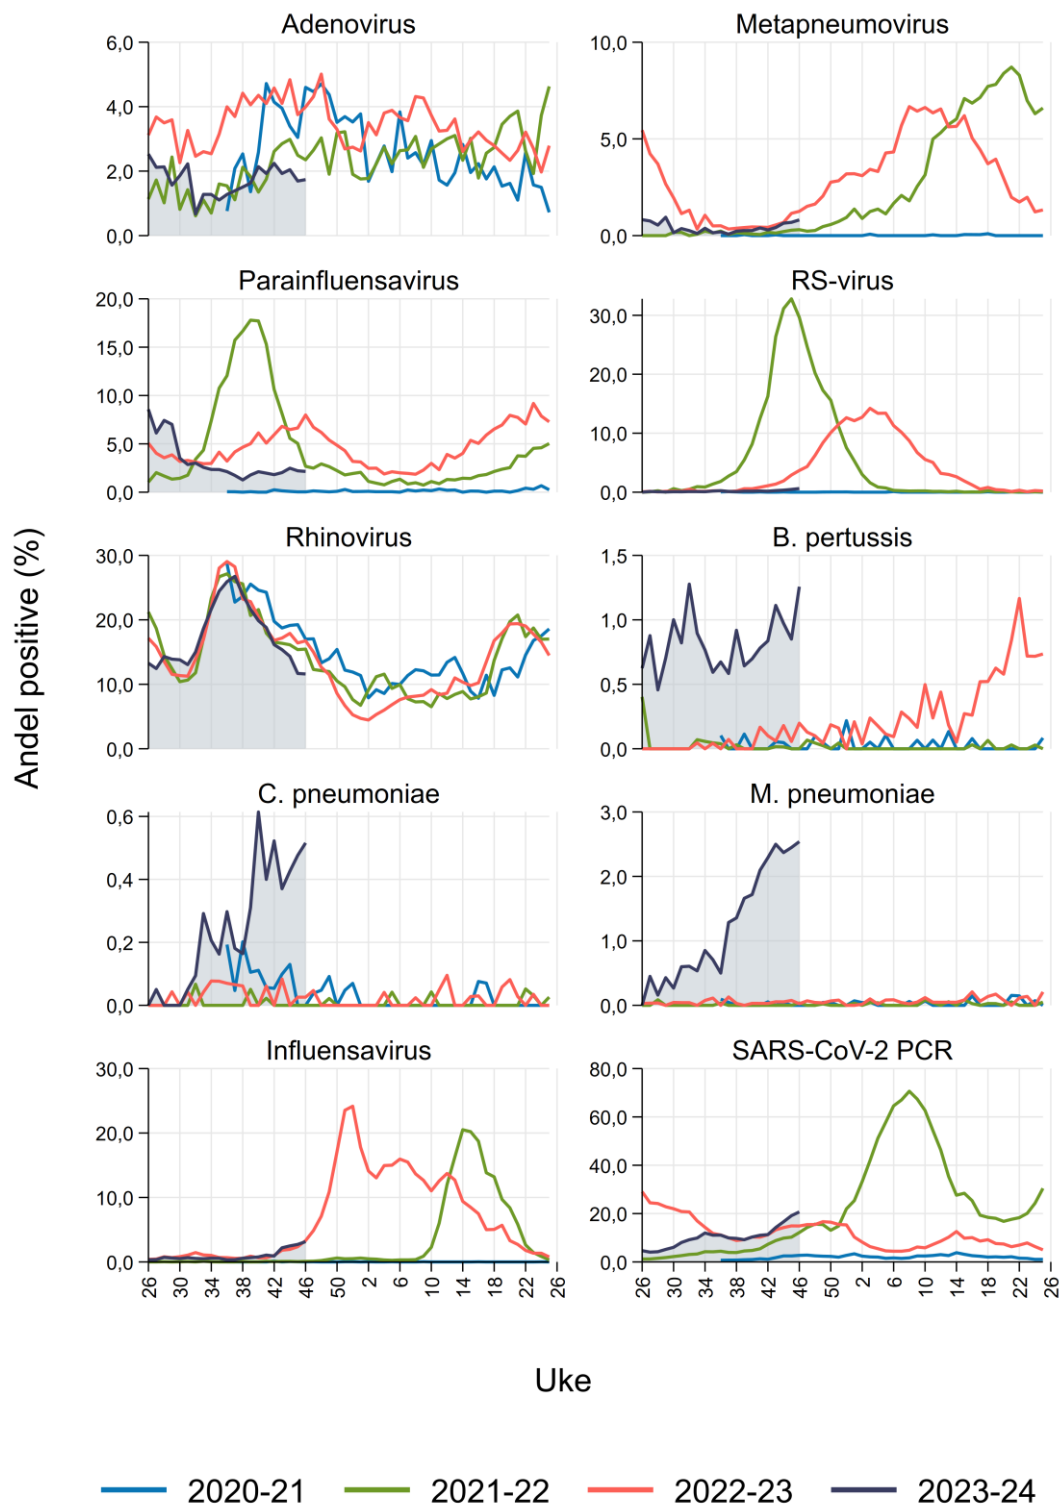 Adenovirus
6,0
4,0
2,0
0,0
Metapneumovirus
10,0
5,0
0,0
Parainfluensavirus
20,0
15,0
10,0
5,0
0,0
RS-virus
30,0
20,0
10,0
0,0
Rhinovirus
30,0
20,0
10,0
0,0
B. pertussis
1,5
1,0
0,5
0,0
C. pneumoniae
0,6
0,4
0,2
0,0
M. pneumoniae
3,0
2,0
1,0
0,0
Influensavirus
30,0
20,0
10,0
0,0
26 30 34 38 42 46 50 2 6 10 14 18 22 26
SARS-CoV-2 PCR
80,0
60,0
40,0
20,0
0,0
26 30 34 38 42 46 50 2 6 10 14 18 22 26
Andel positive (%)
Uke
2020-21 2021-22 2022-23 2023-24